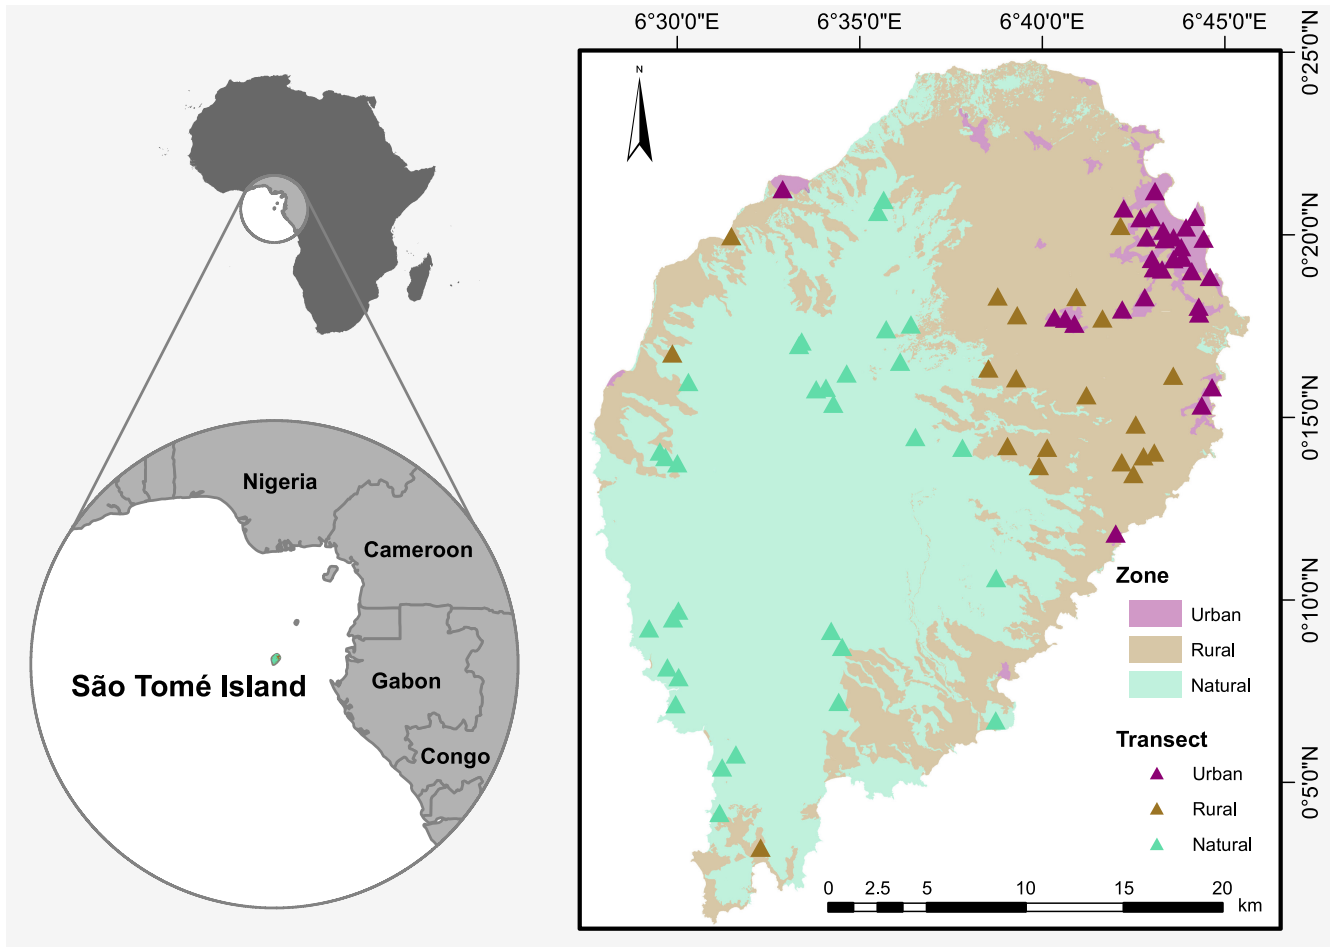 6°30'0"E
6°35'0"E
6°40'0"E
6°45'0"E
0°25'0"N
0°20'0"N
0°15'0"N
0°10'0"N
0°5'0"N
N
Nigeria
Cameroon
São Tomé Island
Gabon
Congo
Zone
Urban
Rural
Natural
Transect
Urban
Rural
Natural
0 2.5 5 10 15 20
km